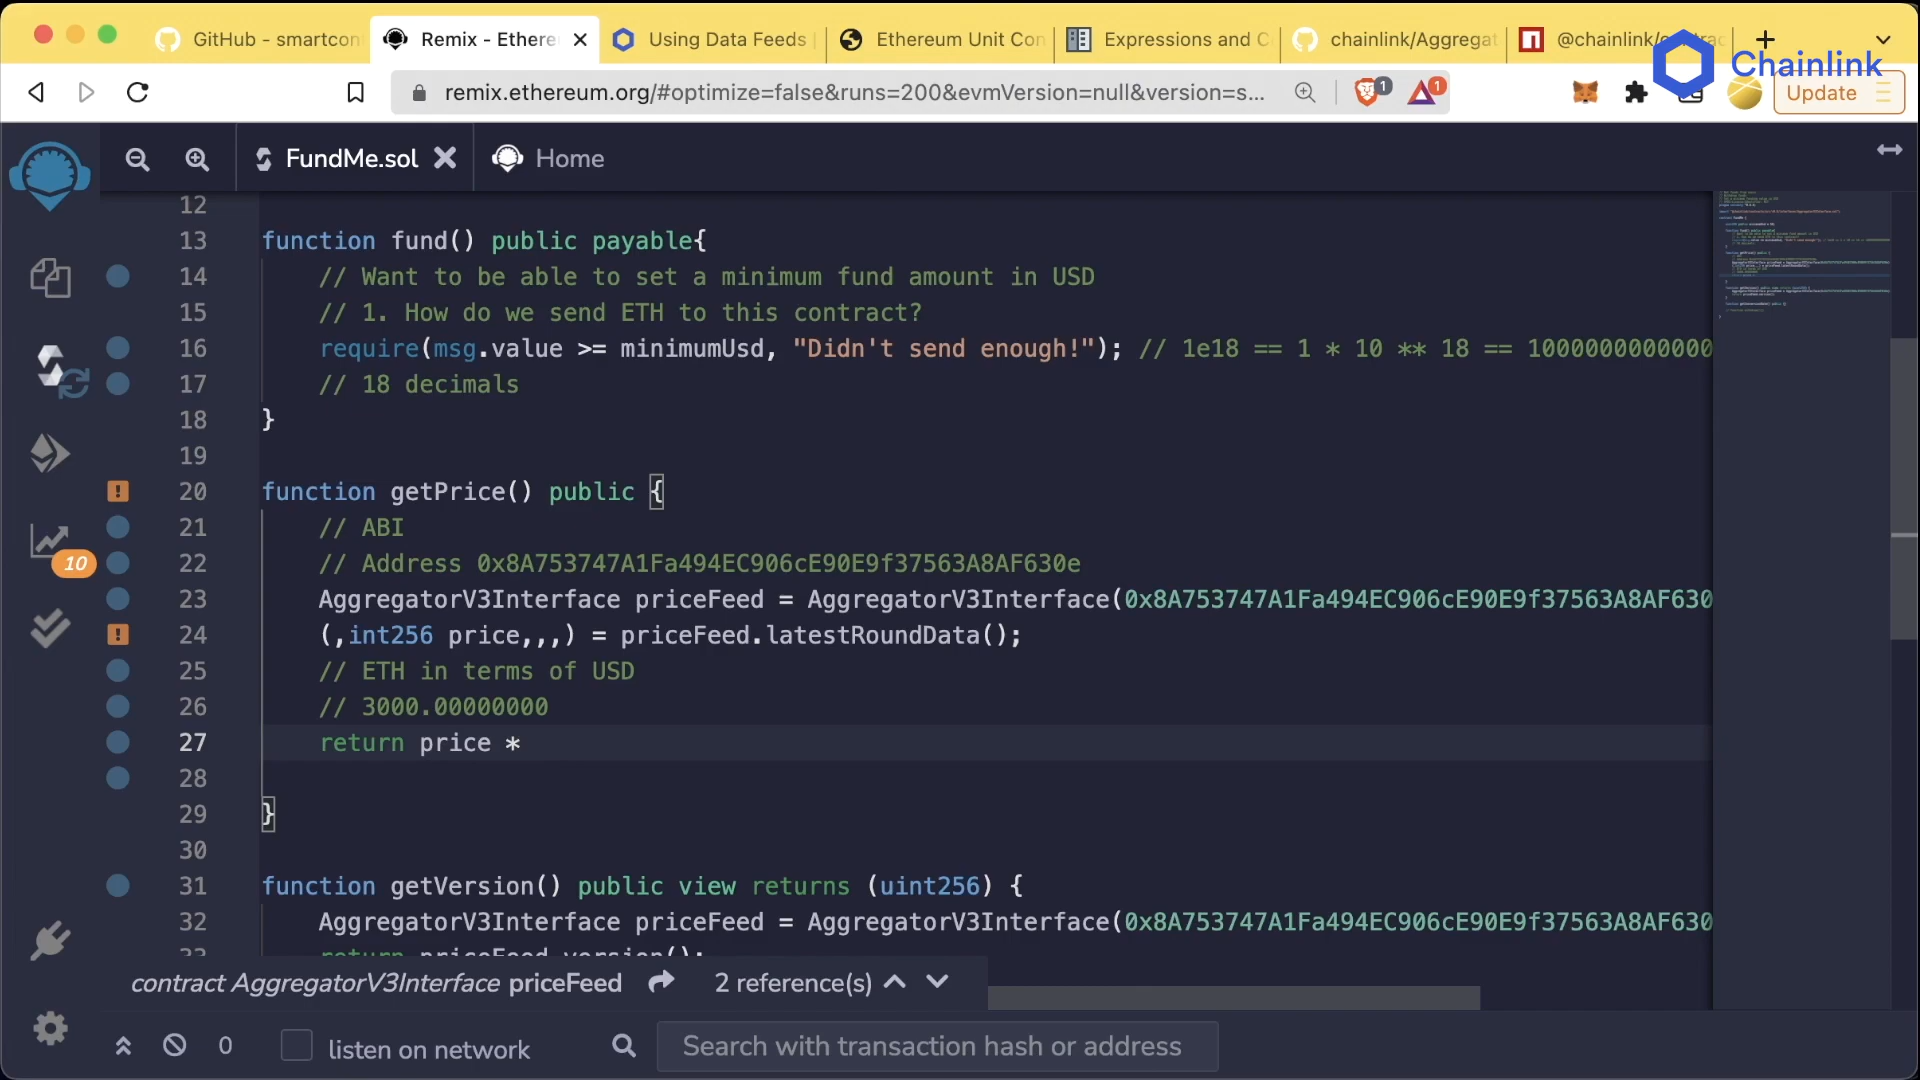 GitHub - smartcon
Remix - Ethere
Using Data Feeds
Ethereum Unit Con
Expressions and C
chainlink/Aggregat
@chainlink/contrac
Chainlink
remix.ethereum.org/#optimize=false&runs=200&evmVersion=null&version=s...
1
1
Update
FundMe.sol
Home
12
13 function fund() public payable{
14 // Want to be able to set a minimum fund amount in USD
15 // 1. How do we send ETH to this contract?
16 require(msg.value >= minimumUsd, "Didn't send enough!"); // 1e18 == 1 * 10 ** 18 == 1000000000000
17 // 18 decimals
18 }
19
20 function getPrice() public {
21 // ABI
22 // Address 0x8A753747A1Fa494EC906cE90E9f37563A8AF630e
23 AggregatorV3Interface priceFeed = AggregatorV3Interface(0x8A753747A1Fa494EC906cE90E9f37563A8AF630
24 (,int256 price,,,) = priceFeed.latestRoundData();
25 // ETH in terms of USD
26 // 3000.00000000
27 return price *
28
29 }
30
31 function getVersion() public view returns (uint256) {
32 AggregatorV3Interface priceFeed = AggregatorV3Interface(0x8A753747A1Fa494EC906cE90E9f37563A8AF630
33 return priceFeed.version();
10
contract AggregatorV3Interface priceFeed
2 reference(s)
0
listen on network
Search with transaction hash or address